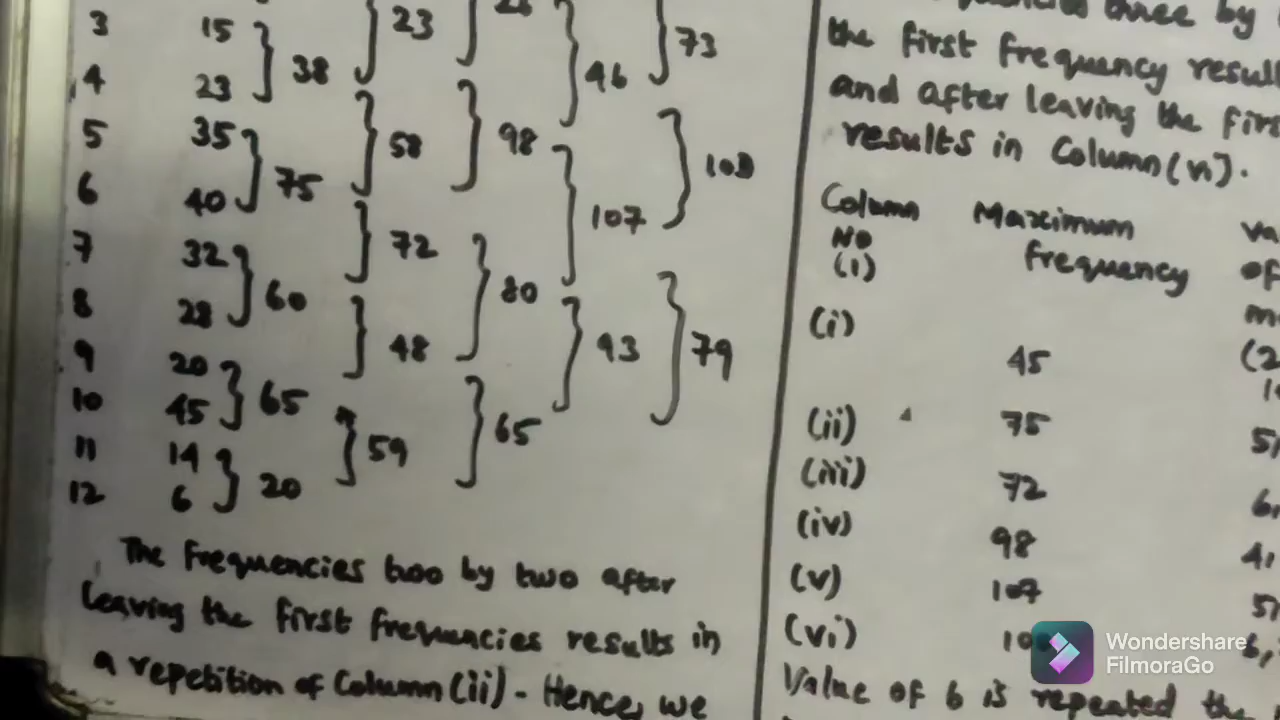 3 15 38 23 73
4 23 46
5 35 58 98
6 40 75 107 108
7 32 72 80
8 28 60 48 93 79
9 20
10 45 65 59 65
11 14
12 6 20
The frequencies two by two after
leaving the first frequencies results in
a repetition of Column (ii) - Hence, we
three by
the first frequency
and after leaving the
results in Column (vi).
Column Maximum
No frequency of
(i)
(i) 45
(ii) 75
(iii) 72
(iv) 98
(v) 107
(vi)
Value of 6 is repeated the
Wondershare
FilmoraGo